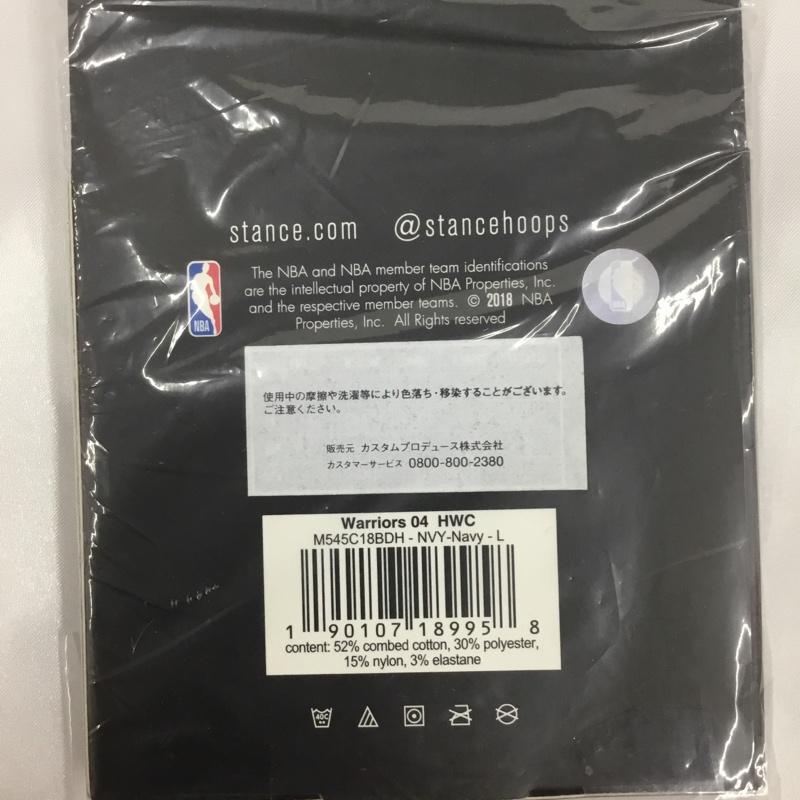 stance.com @stancehoops
The NBA and NBA member team identifications
are the intellectual property of NBA Properties, Inc.
and the respective member teams. © 2018 NBA
Properties, Inc. All Rights reserved
NBA
使用中の摩擦や洗濯等により色落ち・移染することがございます。
ご注意ください。
販売元 カスタムプロデュース株式会社
カスタマーサービス 0800-800-2380
Warriors 04 HWC
M545C18BDH - NVY-Navy - L
1 90107 18995 8
content: 52% combed cotton, 30% polyester,
15% nylon, 3% elastane
40C